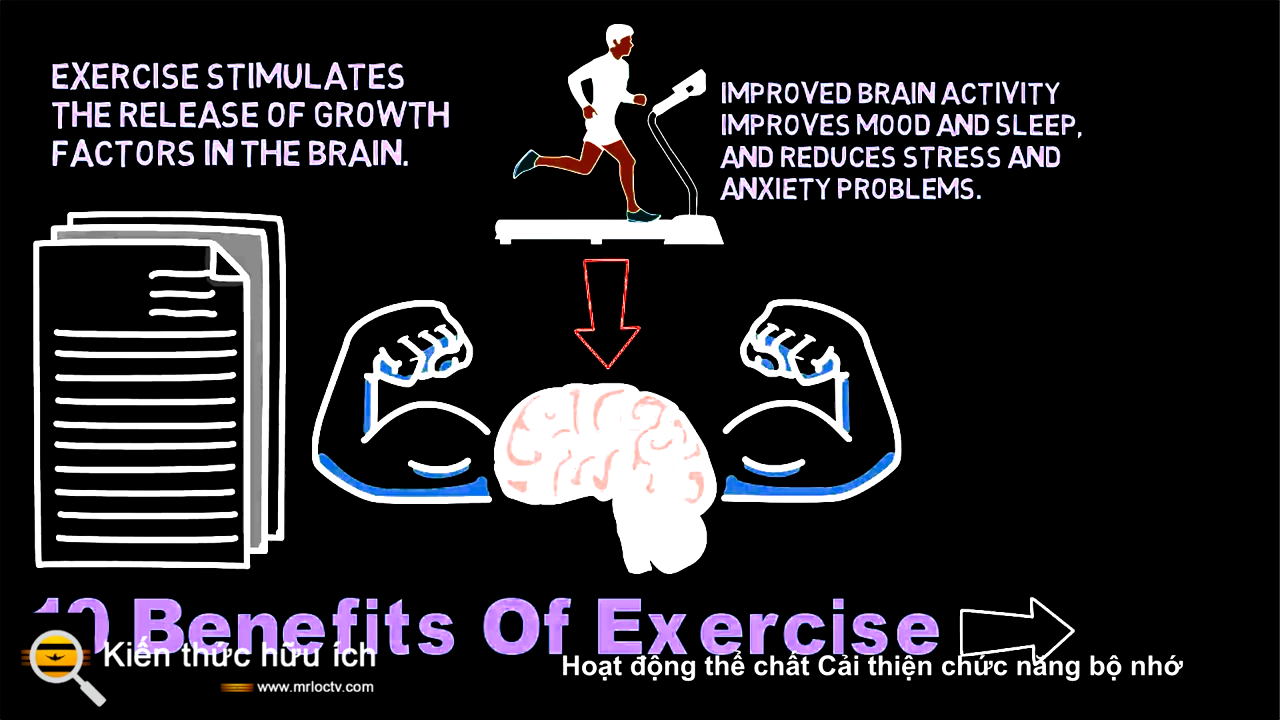 EXERCISE STIMULATES
THE RELEASE OF GROWTH
FACTORS IN THE BRAIN.
IMPROVED BRAIN ACTIVITY
IMPROVES MOOD AND SLEEP,
AND REDUCES STRESS AND
ANXIETY PROBLEMS.
10 Benefits Of Exercise
Kiến thức hữu ích
www.mrloctv.com
Hoạt động thể chất Cải thiện chức năng bộ nhớ